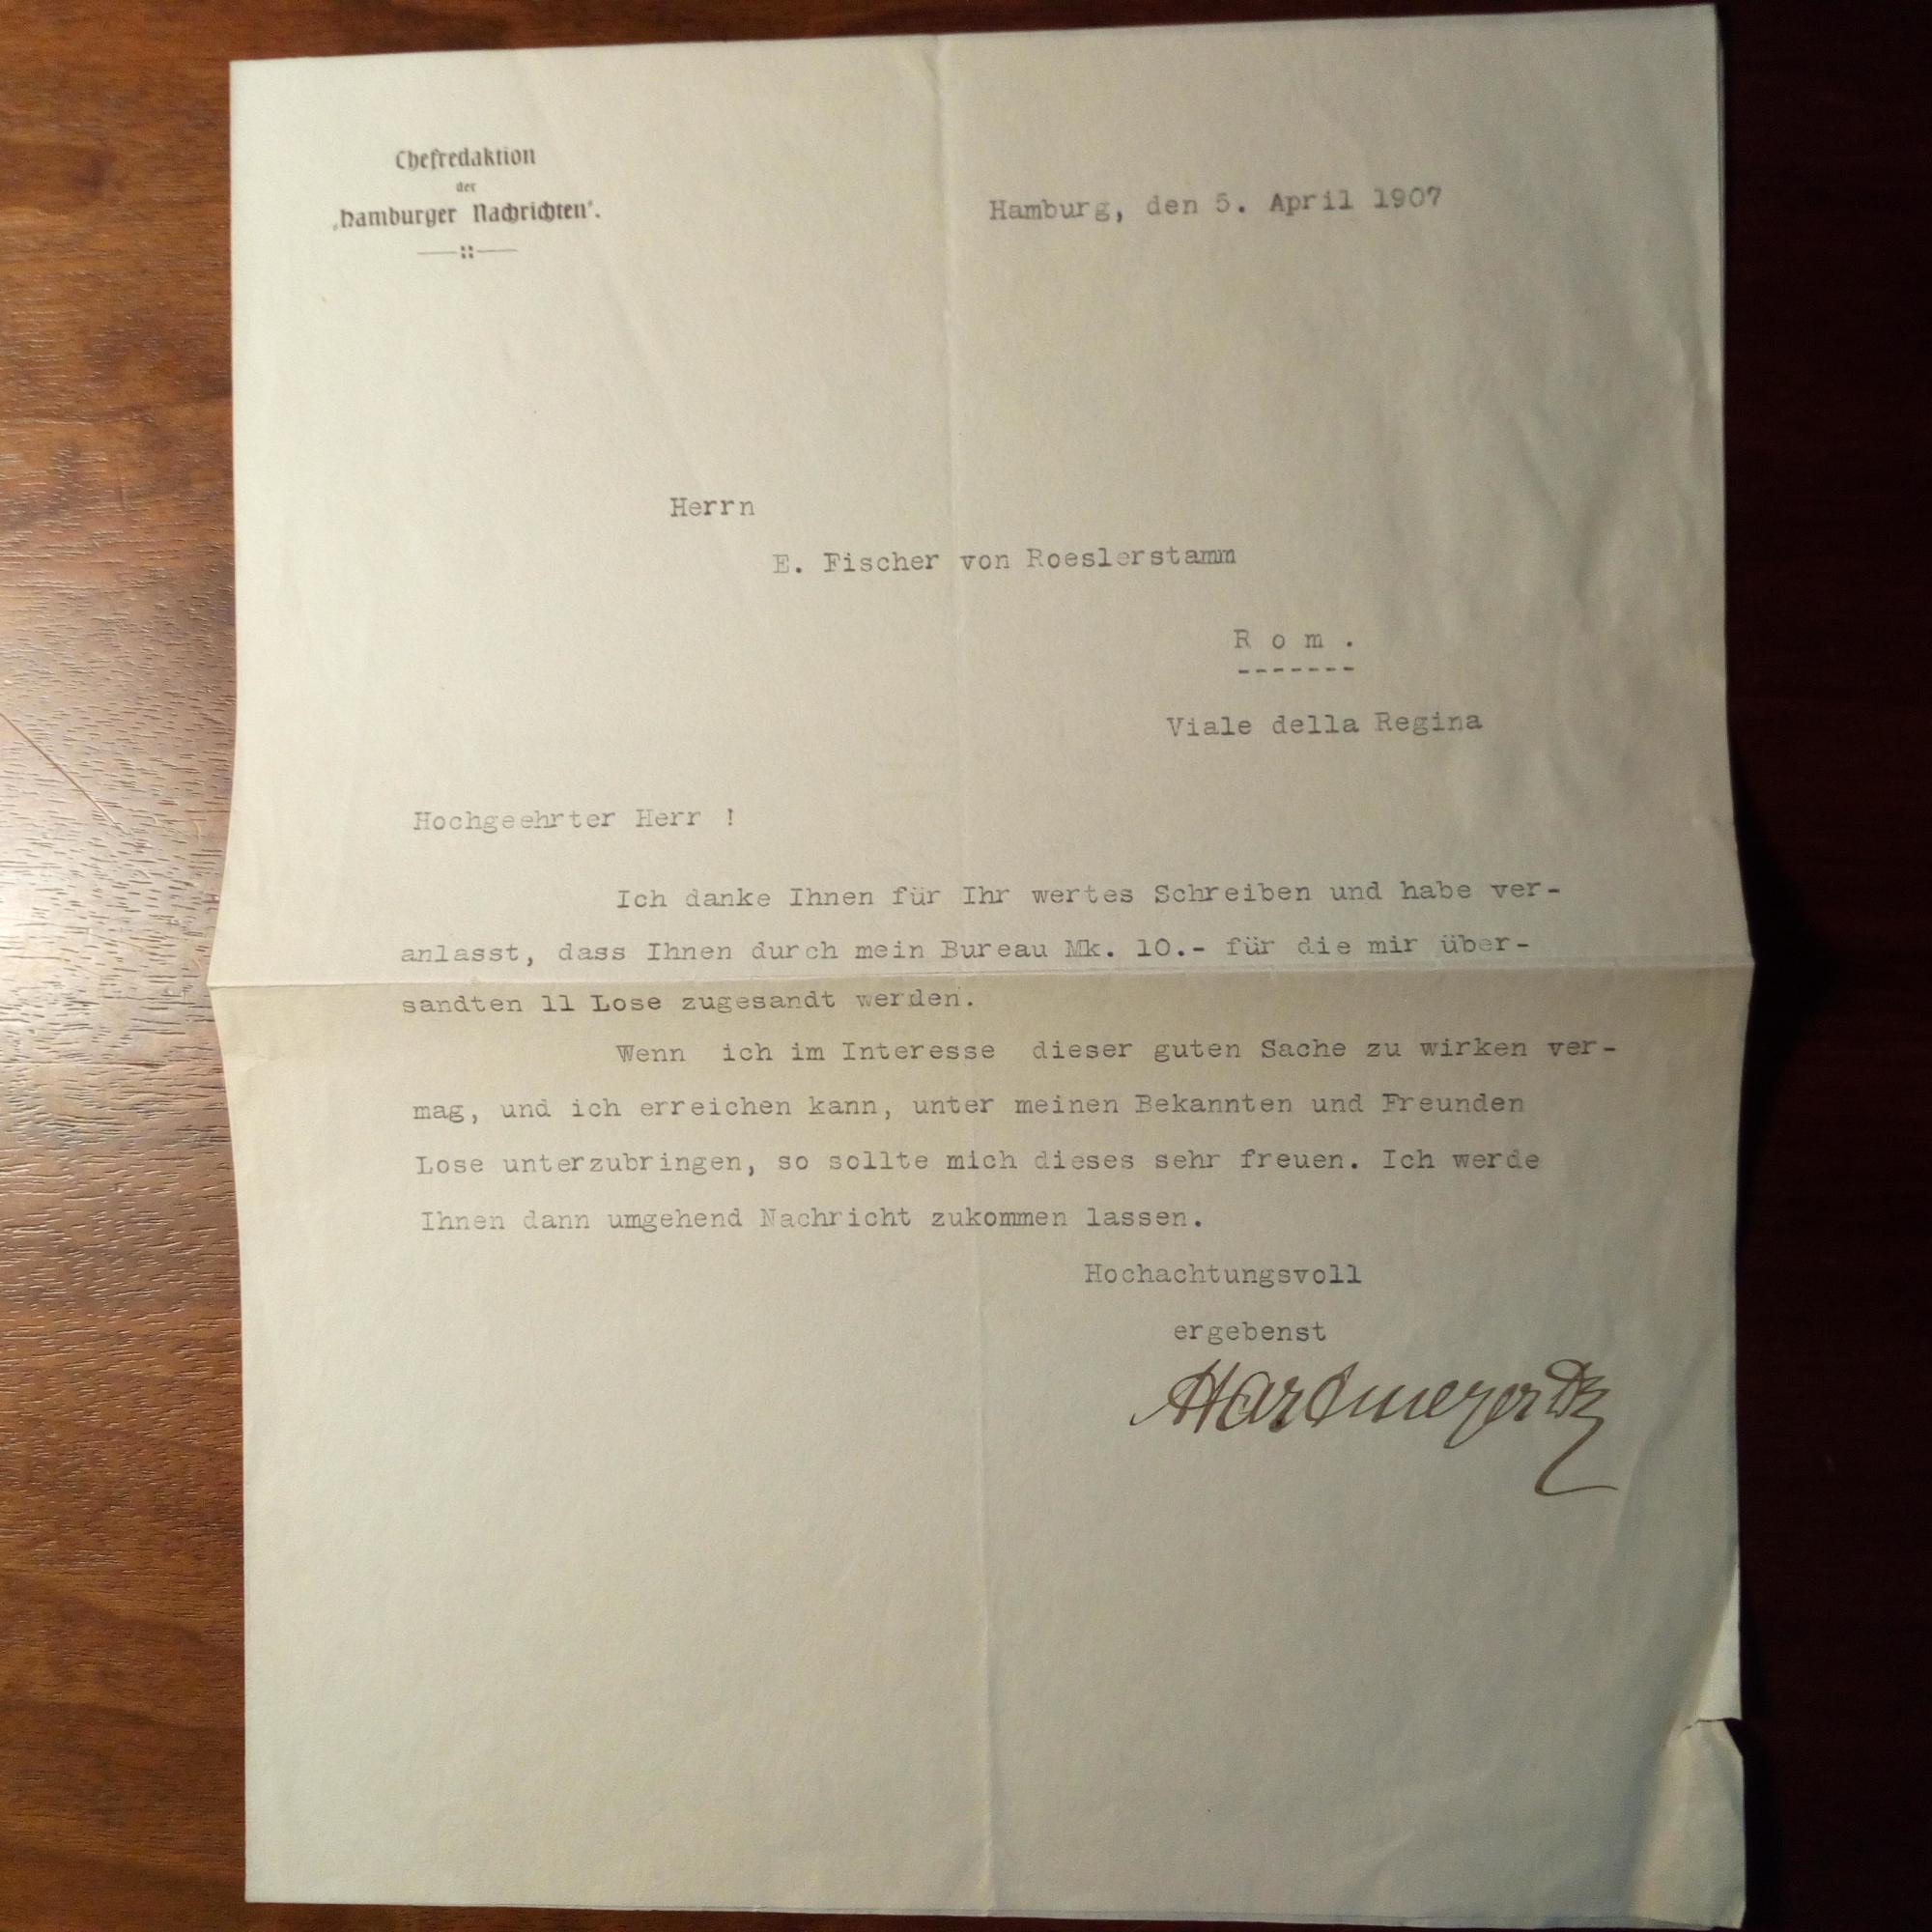 Chefredaktion
der
„Hamburger Nachrichten“.
Hamburg, den 5. April 1907
Herrn
E. Fischer von Roeslerstamm
R o m .
-------
Viale della Regina
Hochgeehrter Herr !
Ich danke Ihnen für Ihr wertes Schreiben und habe ver-
anlasst, dass Ihnen durch mein Bureau Mk. 10.- für die mir über-
sandten 11 Lose zugesandt werden.
Wenn ich im Interesse dieser guten Sache zu wirken ver-
mag, und ich erreichen kann, unter meinen Bekannten und Freunden
Lose unterzubringen, so sollte mich dieses sehr freuen. Ich werde
Ihnen dann umgehend Nachricht zukommen lassen.
Hochachtungsvoll
ergebenst
Hartmeyer